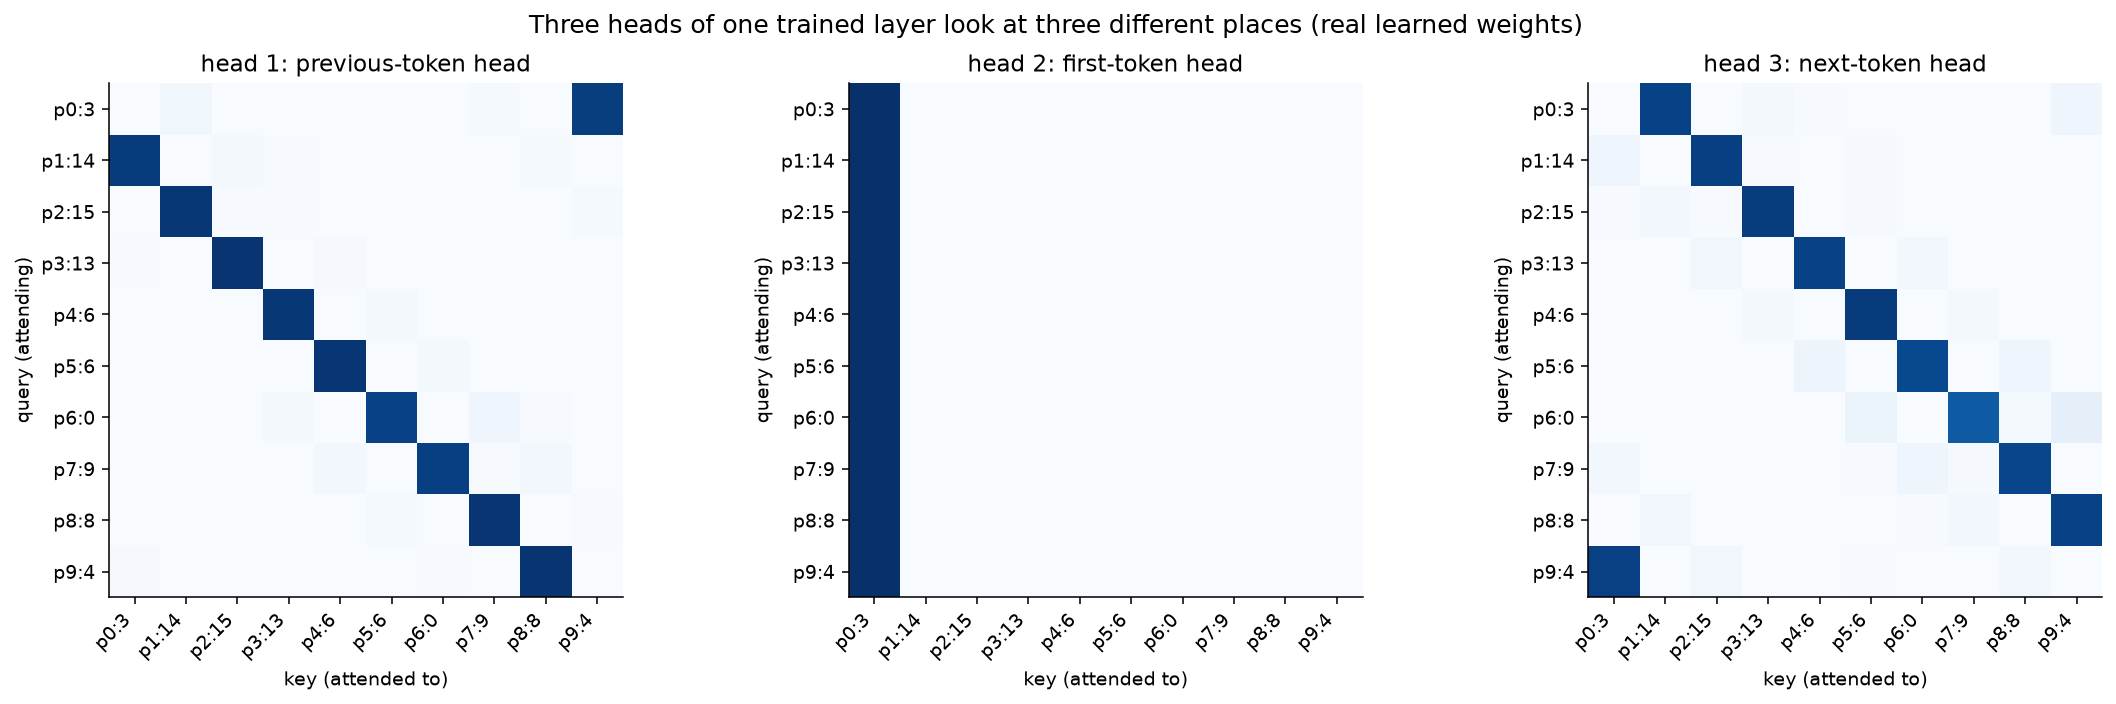 Three heads of one trained layer look at three different places (real learned weights)
head 1: previous-token head
query (attending)
p0:3
p1:14
p2:15
p3:13
p4:6
p5:6
p6:0
p7:9
p8:8
p9:4
p0:3 p1:14 p2:15 p3:13 p4:6 p5:6 p6:0 p7:9 p8:8 p9:4
key (attended to)
head 2: first-token head
query (attending)
p0:3
p1:14
p2:15
p3:13
p4:6
p5:6
p6:0
p7:9
p8:8
p9:4
p0:3 p1:14 p2:15 p3:13 p4:6 p5:6 p6:0 p7:9 p8:8 p9:4
key (attended to)
head 3: next-token head
query (attending)
p0:3
p1:14
p2:15
p3:13
p4:6
p5:6
p6:0
p7:9
p8:8
p9:4
p0:3 p1:14 p2:15 p3:13 p4:6 p5:6 p6:0 p7:9 p8:8 p9:4
key (attended to)